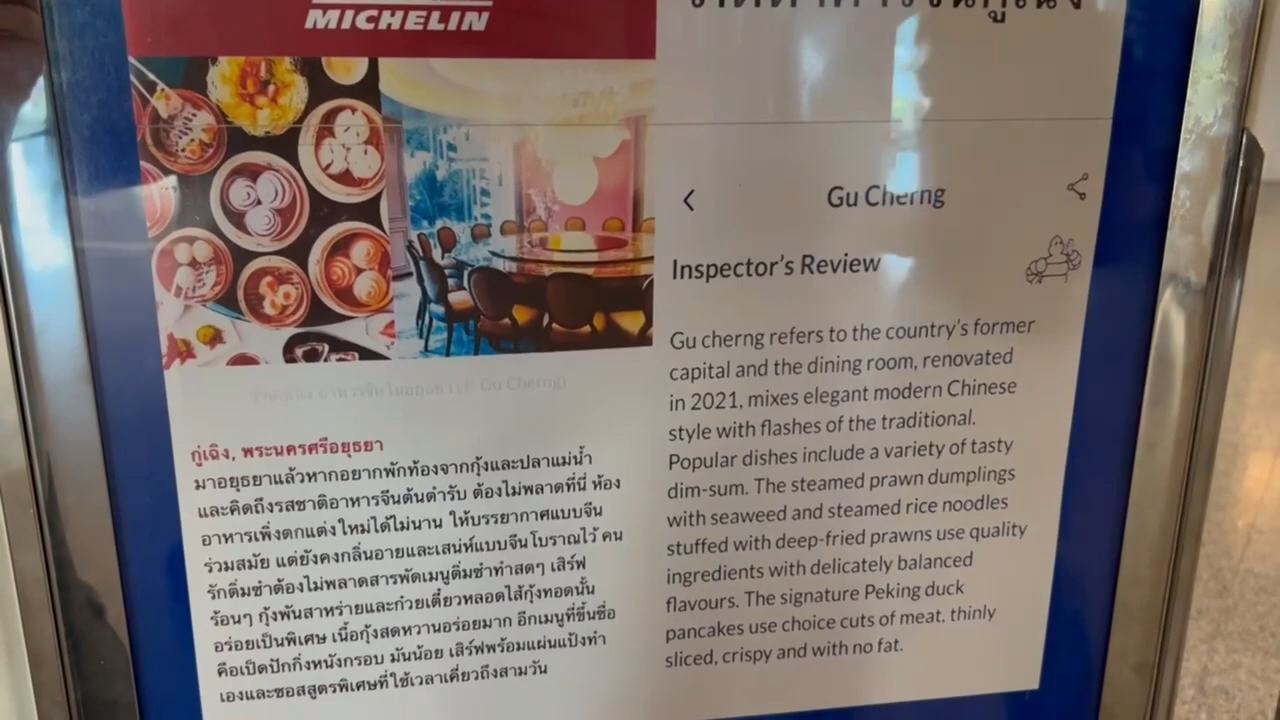 MICHELIN
กู่เฉิง, พระนครศรีอยุธยา
มาอยุธยาแล้วหากอยากพักท้องจากกุ้งและปลาแม่น้ำ
และคิดถึงรสชาติอาหารจีนต้นตำรับ ต้องไม่พลาดที่นี่ ห้อง
อาหารเพิ่งตกแต่งใหม่ได้ไม่นาน ให้บรรยากาศแบบจีน
ร่วมสมัย แต่ยังคงกลิ่นอายและเสน่ห์แบบจีนโบราณไว้ คน
รักติ่มซำต้องไม่พลาดสารพัดเมนูติ่มซำทำสดๆ เสิร์ฟ
ร้อนๆ กุ้งพันสาหร่ายและก๋วยเตี๋ยวหลอดไส้กุ้งทอดนั้น
อร่อยเป็นพิเศษ เนื้อกุ้งสดหวานอร่อยมาก อีกเมนูที่ขึ้นชื่อ
คือเป็ดปักกิ่งหนังกรอบ มันน้อย เสิร์ฟพร้อมแผ่นแป้งทำ
เองและซอสสูตรพิเศษที่ใช้เวลาเคี่ยวถึงสามวัน
Gu Cherng
Inspector's Review
Gu cherng refers to the country's former
capital and the dining room, renovated
in 2021, mixes elegant modern Chinese
style with flashes of the traditional.
Popular dishes include a variety of tasty
dim-sum. The steamed prawn dumplings
with seaweed and steamed rice noodles
stuffed with deep-fried prawns use quality
ingredients with delicately balanced
flavours. The signature Peking duck
pancakes use choice cuts of meat. thinly
sliced, crispy and with no fat.